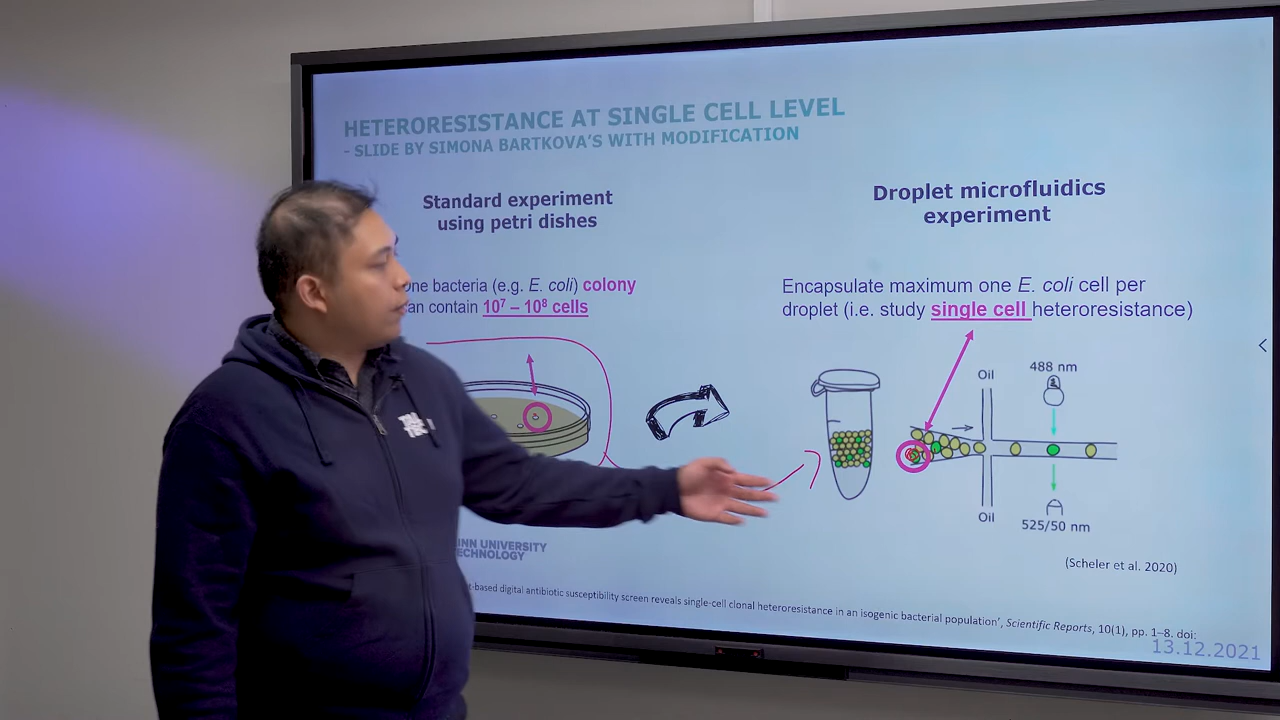 HETERORESISTANCE AT SINGLE CELL LEVEL
- SLIDE BY SIMONA BARTKOVA'S WITH MODIFICATION
Standard experiment
using petri dishes
one bacteria (e.g. E. coli) colony
an contain 10⁷ – 10⁸ cells
Droplet microfluidics
experiment
Encapsulate maximum one E. coli cell per
droplet (i.e. study single cell heteroresistance)
Oil
488 nm
Oil
525/50 nm
(Scheler et al. 2020)
INN UNIVERSITY
ECHNOLOGY
-based digital antibiotic susceptibility screen reveals single-cell clonal heteroresistance in an isogenic bacterial population', Scientific Reports, 10(1), pp. 1–8. doi:
13.12.2021